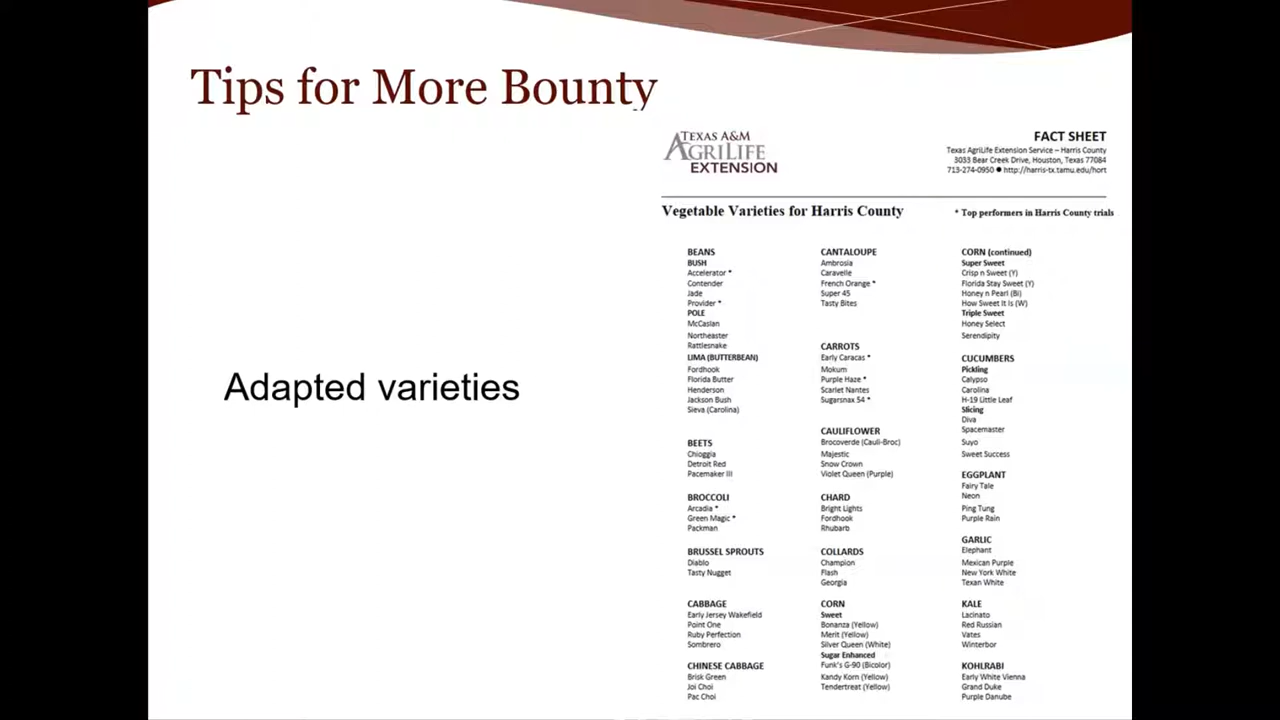 Tips for More Bounty
TEXAS A&M
AGRILIFE
EXTENSION
FACT SHEET
Texas AgriLife Extension Service – Harris County
3033 Bear Creek Drive, Houston, Texas 77084
713-274-0950 ● http://harris-tx.tamu.edu/hort
Vegetable Varieties for Harris County
* Top performers in Harris County trials
Adapted varieties
BEANS
BUSH
Accelerator *
Contender
Jade
Provider *
POLE
McCaslan
Northeaster
Rattlesnake
LIMA (BUTTERBEAN)
Fordhook
Florida Butter
Henderson
Jackson Bush
Sieva (Carolina)
BEETS
Chioggia
Detroit Red
Pacemaker III
BROCCOLI
Arcadia *
Green Magic *
Packman
BRUSSEL SPROUTS
Diablo
Tasty Nugget
CABBAGE
Early Jersey Wakefield
Point One
Ruby Perfection
Sombrero
CHINESE CABBAGE
Brisk Green
Joi Choi
Pac Choi
CANTALOUPE
Ambrosia
Caravelle
French Orange *
Super 45
Tasty Bites
CARROTS
Early Caracas *
Mokum
Purple Haze *
Scarlet Nantes
Sugarsnax 54 *
CAULIFLOWER
Brocoverde (Cauli-Broc)
Majestic
Snow Crown
Violet Queen (Purple)
CHARD
Bright Lights
Fordhook
Rhubarb
COLLARDS
Champion
Flash
Georgia
CORN
Sweet
Bonanza (Yellow)
Merit (Yellow)
Silver Queen (White)
Sugar Enhanced
Funk's G-90 (Bicolor)
Kandy Korn (Yellow)
Tendertreat (Yellow)
CORN (continued)
Super Sweet
Crisp n Sweet (Y)
Florida Stay Sweet (Y)
Honey n Pearl (Bi)
How Sweet It Is (W)
Triple Sweet
Honey Select
Serendipity
CUCUMBERS
Pickling
Calypso
Carolina
H-19 Little Leaf
Slicing
Diva
Spacemaster
Suyo
Sweet Success
EGGPLANT
Fairy Tale
Neon
Ping Tung
Purple Rain
GARLIC
Elephant
Mexican Purple
New York White
Texan White
KALE
Lacinato
Red Russian
Vates
Winterbor
KOHLRABI
Early White Vienna
Grand Duke
Purple Danube